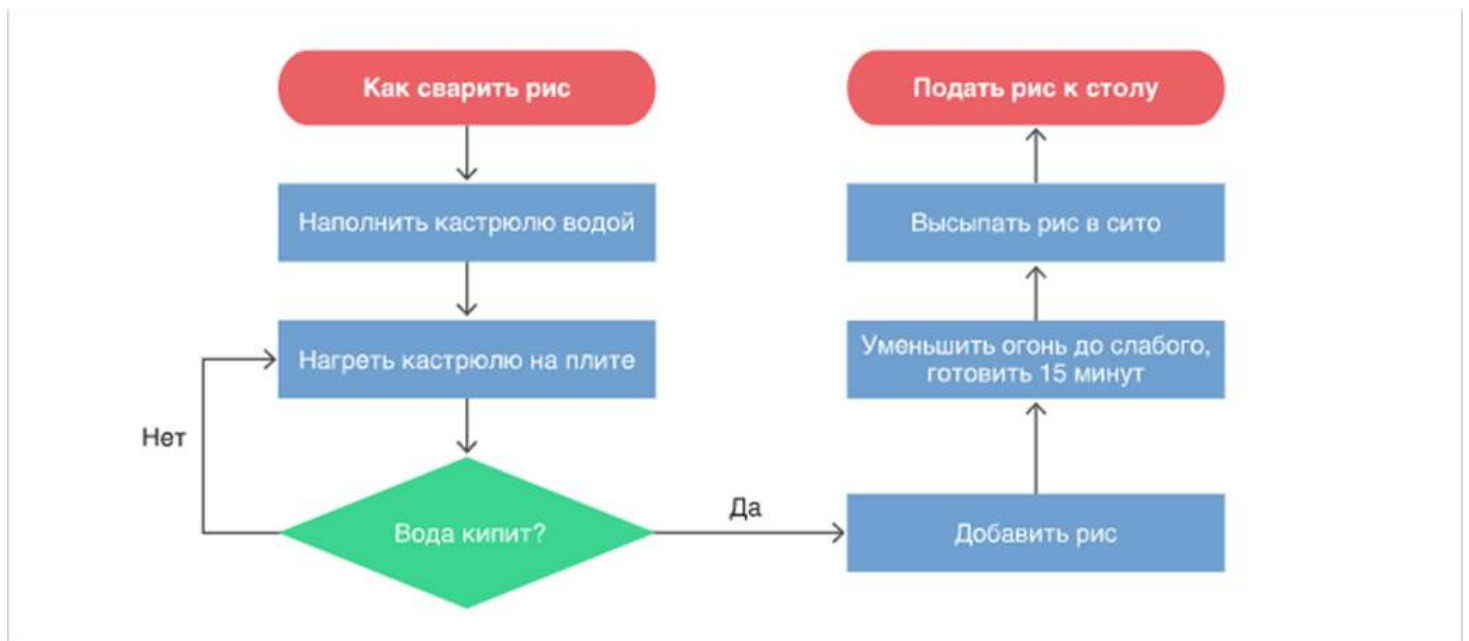 Как сварить рис
Наполнить кастрюлю водой
Нагреть кастрюлю на плите
Нет
Вода кипит?
Да
Добавить рис
Уменьшить огонь до слабого,
готовить 15 минут
Высыпать рис в сито
Подать рис к столу